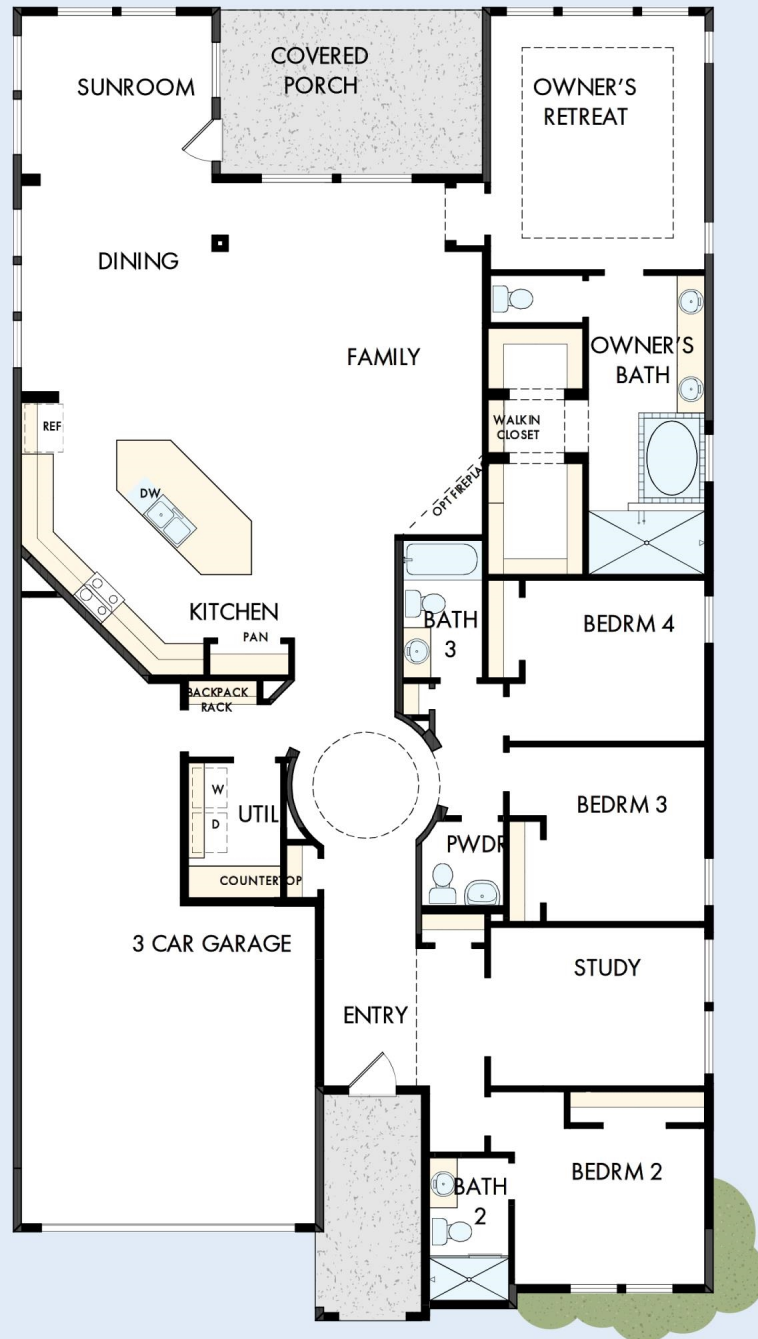 SUNROOM
COVERED
PORCH
OWNER'S
RETREAT
DINING
FAMILY
OWNER'S
BATH
WALKIN
CLOSET
REF
OPT FIREPLA
DW
KITCHEN
PAN
BATH
3
BEDRM 4
BACKPACK
RACK
W
D
UTIL
COUNTERTOP
PWDR
BEDRM 3
3 CAR GARAGE
STUDY
ENTRY
BATH
2
BEDRM 2